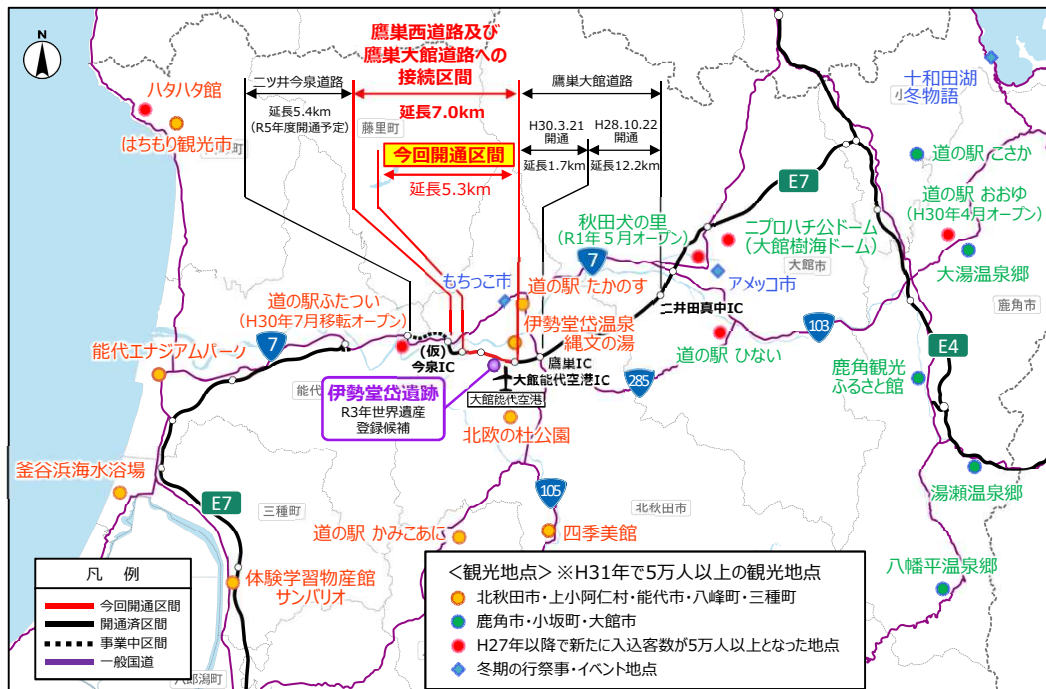 N
鷹巣西道路及び
鷹巣大館道路への
接続区間
延長7.0km
二ツ井今泉道路
延長5.4km
(R5年度開通予定)
藤里町
鷹巣大館道路
H30.3.21
開通
延長1.7km
H28.10.22
開通
延長12.2km
今回開通区間
延長5.3km
ハタハタ館
はちもり観光市
十和田湖
冬物語
道の駅 こさか
E7
道の駅 おおゆ
(H30年4月オープン)
大湯温泉郷
鹿角市
秋田犬の里
(R1年5月オープン)
ニプロハチ公ドーム
(大館樹海ドーム)
大館市
アメッコ市
7
もちっこ市
道の駅 たかのす
二井田真中IC
103
道の駅 ひない
伊勢堂岱温泉
縄文の湯
道の駅ふたつい
(H30年7月移転オープン)
7
能代エナジアムパーク
能代
(仮)
今泉IC
鷹巣IC
大館能代空港IC
大館能代空港
285
E4
鹿角観光
ふるさと館
伊勢堂岱遺跡
R3年世界遺産
登録候補
北欧の杜公園
釜谷浜海水浴場
E7
三種町
105
北秋田市
湯瀬温泉郷
道の駅 かみこあに
四季美館
八幡平温泉郷
体験学習物産館
サンバリオ
八郎潟町
凡 例
今回開通区間
開通済区間
事業中区間
一般国道
<観光地点> ※H31年で5万人以上の観光地点
北秋田市・上小阿仁村・能代市・八峰町・三種町
鹿角市・小坂町・大館市
H27年以降で新たに入込客数が5万人以上となった地点
冬期の行祭事・イベント地点